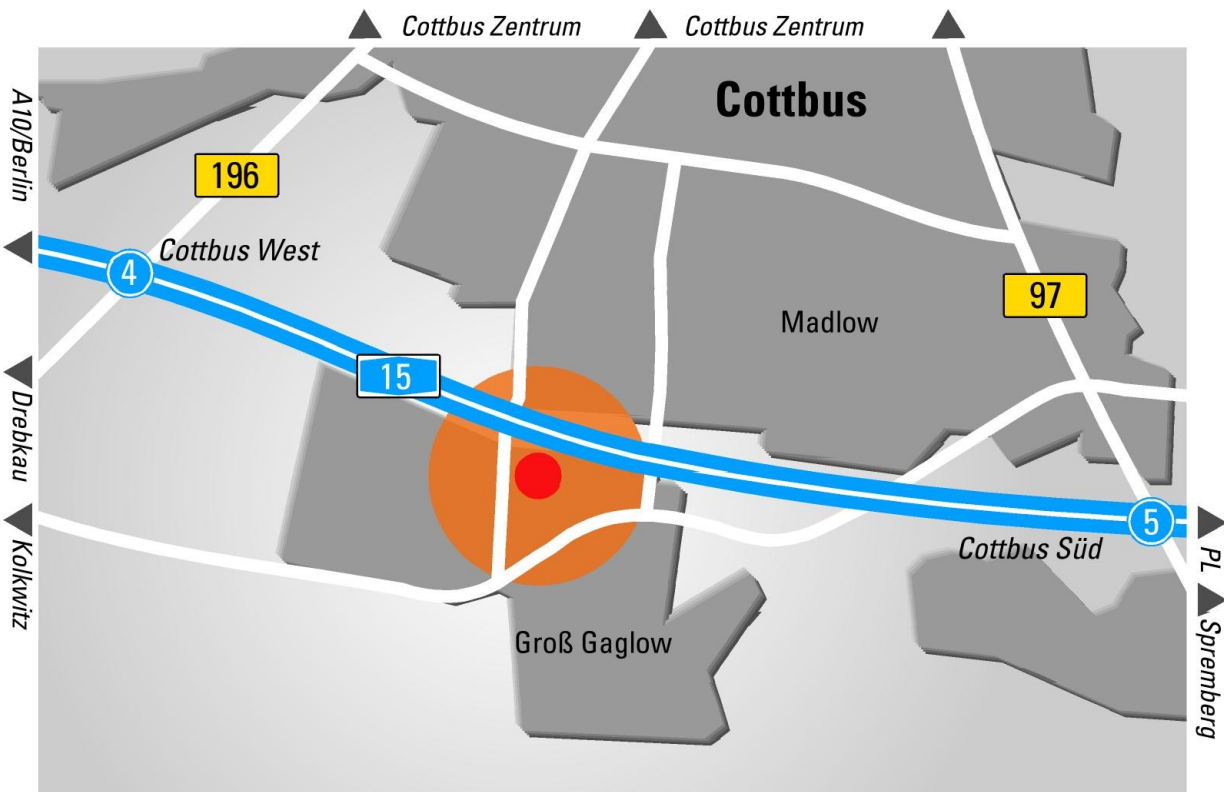 Cottbus Zentrum
Cottbus Zentrum
Cottbus
A10/Berlin
196
Cottbus West
4
97
Madlow
15
Drebkau
Kolkwitz
5
Cottbus Süd
PL
Groß Gaglow
Spremberg